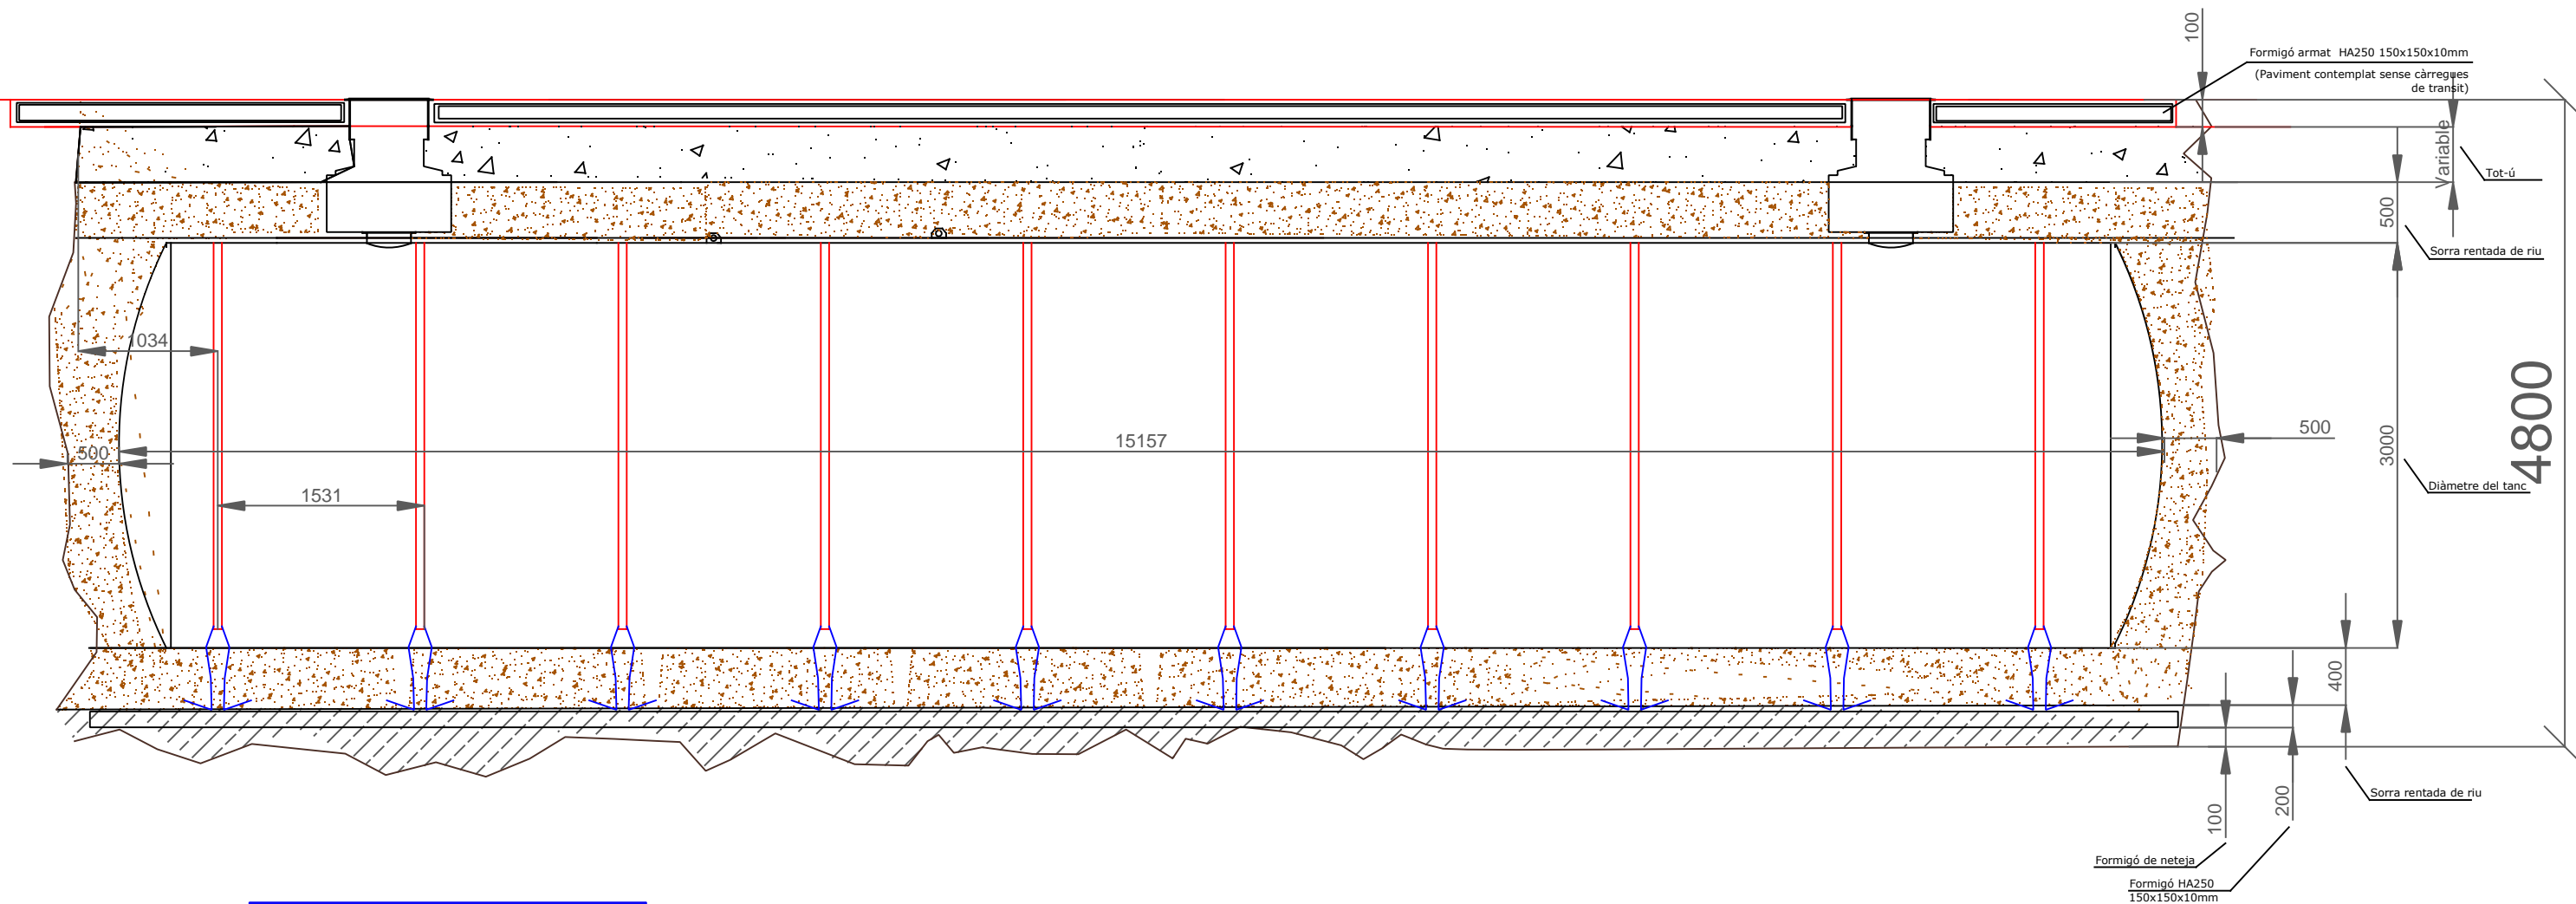 100
Formigó armat HA250 150x150x10mm
(Paviment contemplat sense càrregues
de transit)
Variable
Tot-ú
500
Sorra rentada de riu
1034
15157
500
500
1531
3000
4800
Diàmetre del tanc
400
Sorra rentada de riu
200
100
Formigó de neteja
Formigó HA250
150x150x10mm